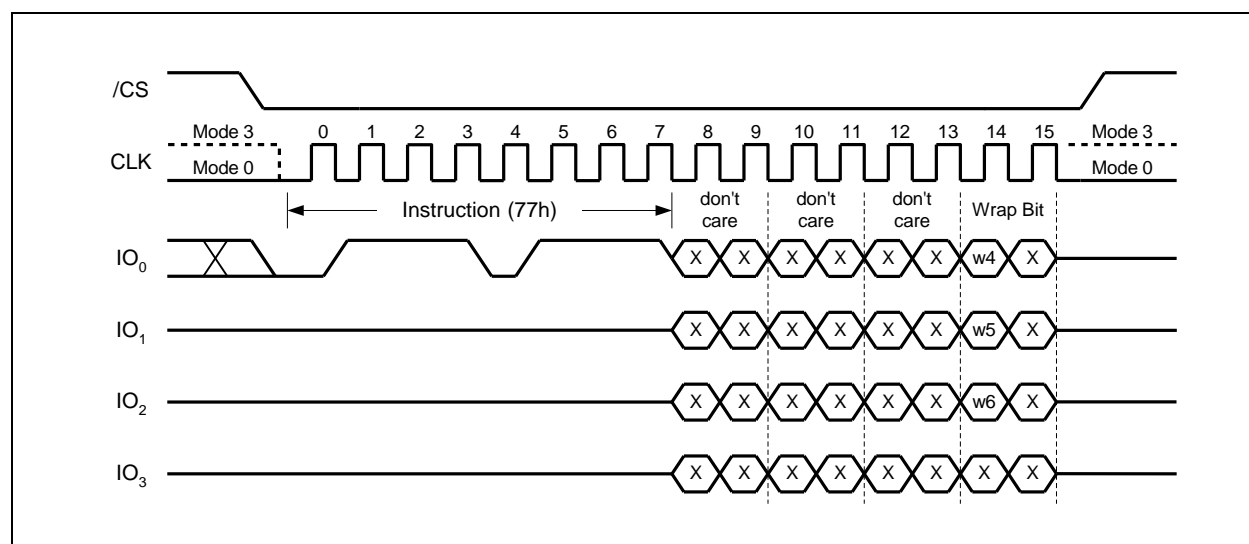 /CS
Mode 3 0 1 2 3 4 5 6 7 8 9 10 11 12 13 14 15 Mode 3
CLK
Mode 0 Mode 0
Instruction (77h) don't care don't care don't care Wrap Bit
IO0 X X X X X X w4 X
IO1 X X X X X X w5 X
IO2 X X X X X X w6 X
IO3 X X X X X X X X